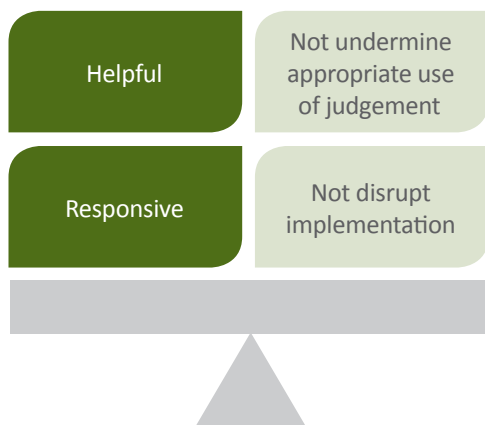 Helpful
Not undermine
appropriate use
of judgement
Responsive
Not disrupt
implementation